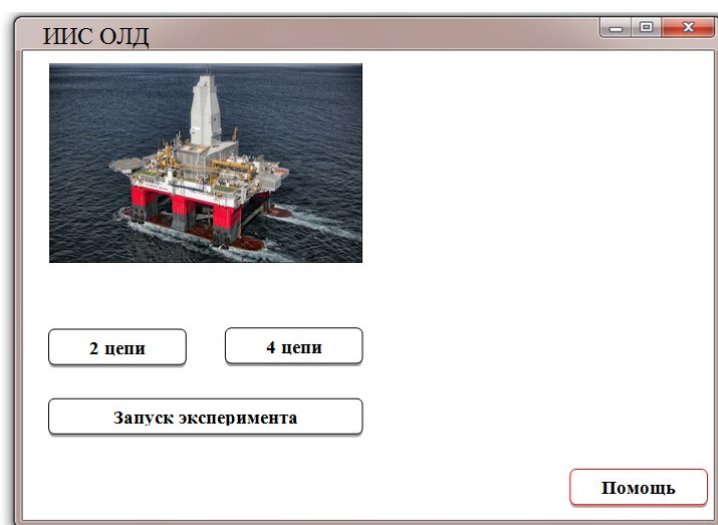 ИИС ОЛД
2 цепи
4 цепи
Запуск эксперимента
Помощь